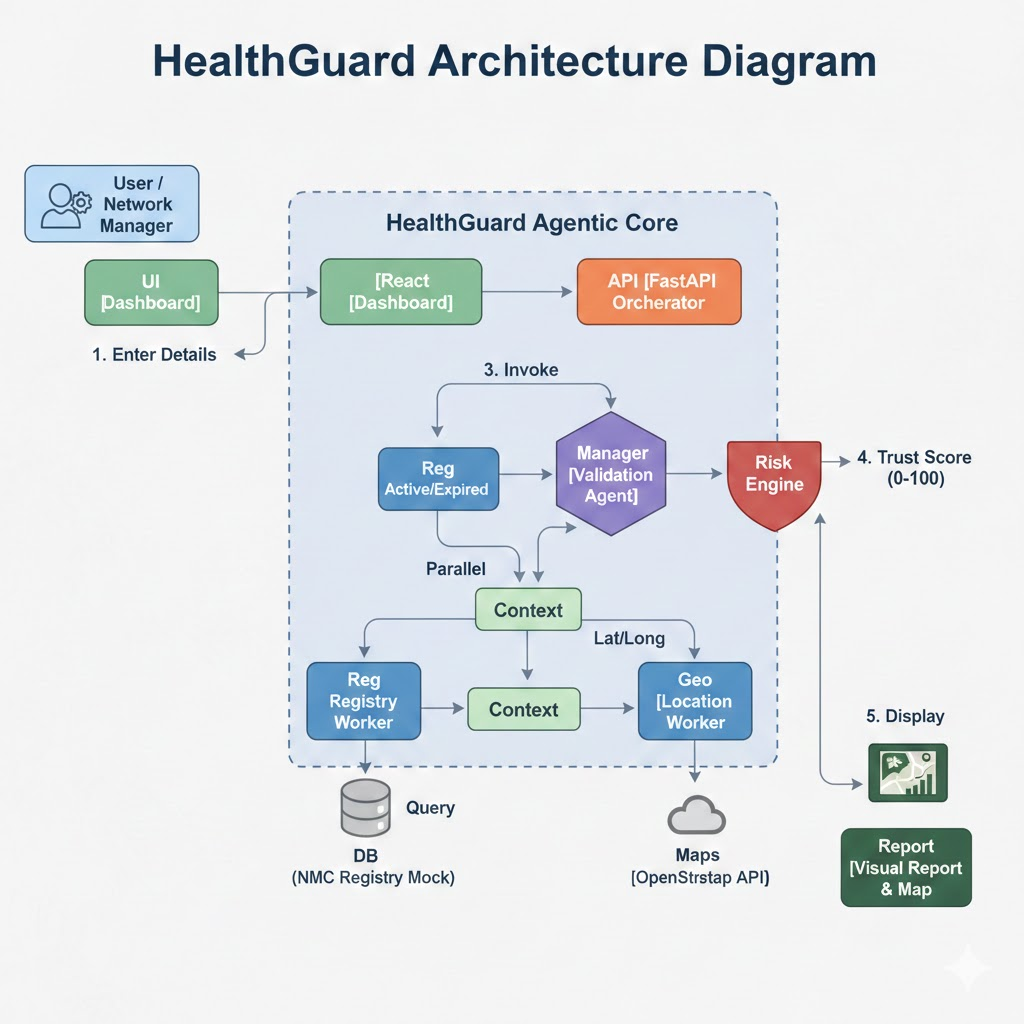 HealthGuard Architecture Diagram
User /
Network
Manager
HealthGuard Agentic Core
UI
[Dashboard]
[React
[Dashboard]
API [FastAPI
Orcherator
1. Enter Details
3. Invoke
Reg
Active/Expired
Manager
[Validation
Agent]
Risk
Engine
4. Trust Score
(0-100)
Parallel
Context
Lat/Long
Reg
Registry
Worker
Context
Geo
[Location
Worker
5. Display
Query
DB
(NMC Registry Mock)
Maps
[OpenStrstap API)
Report
[Visual Report
& Map